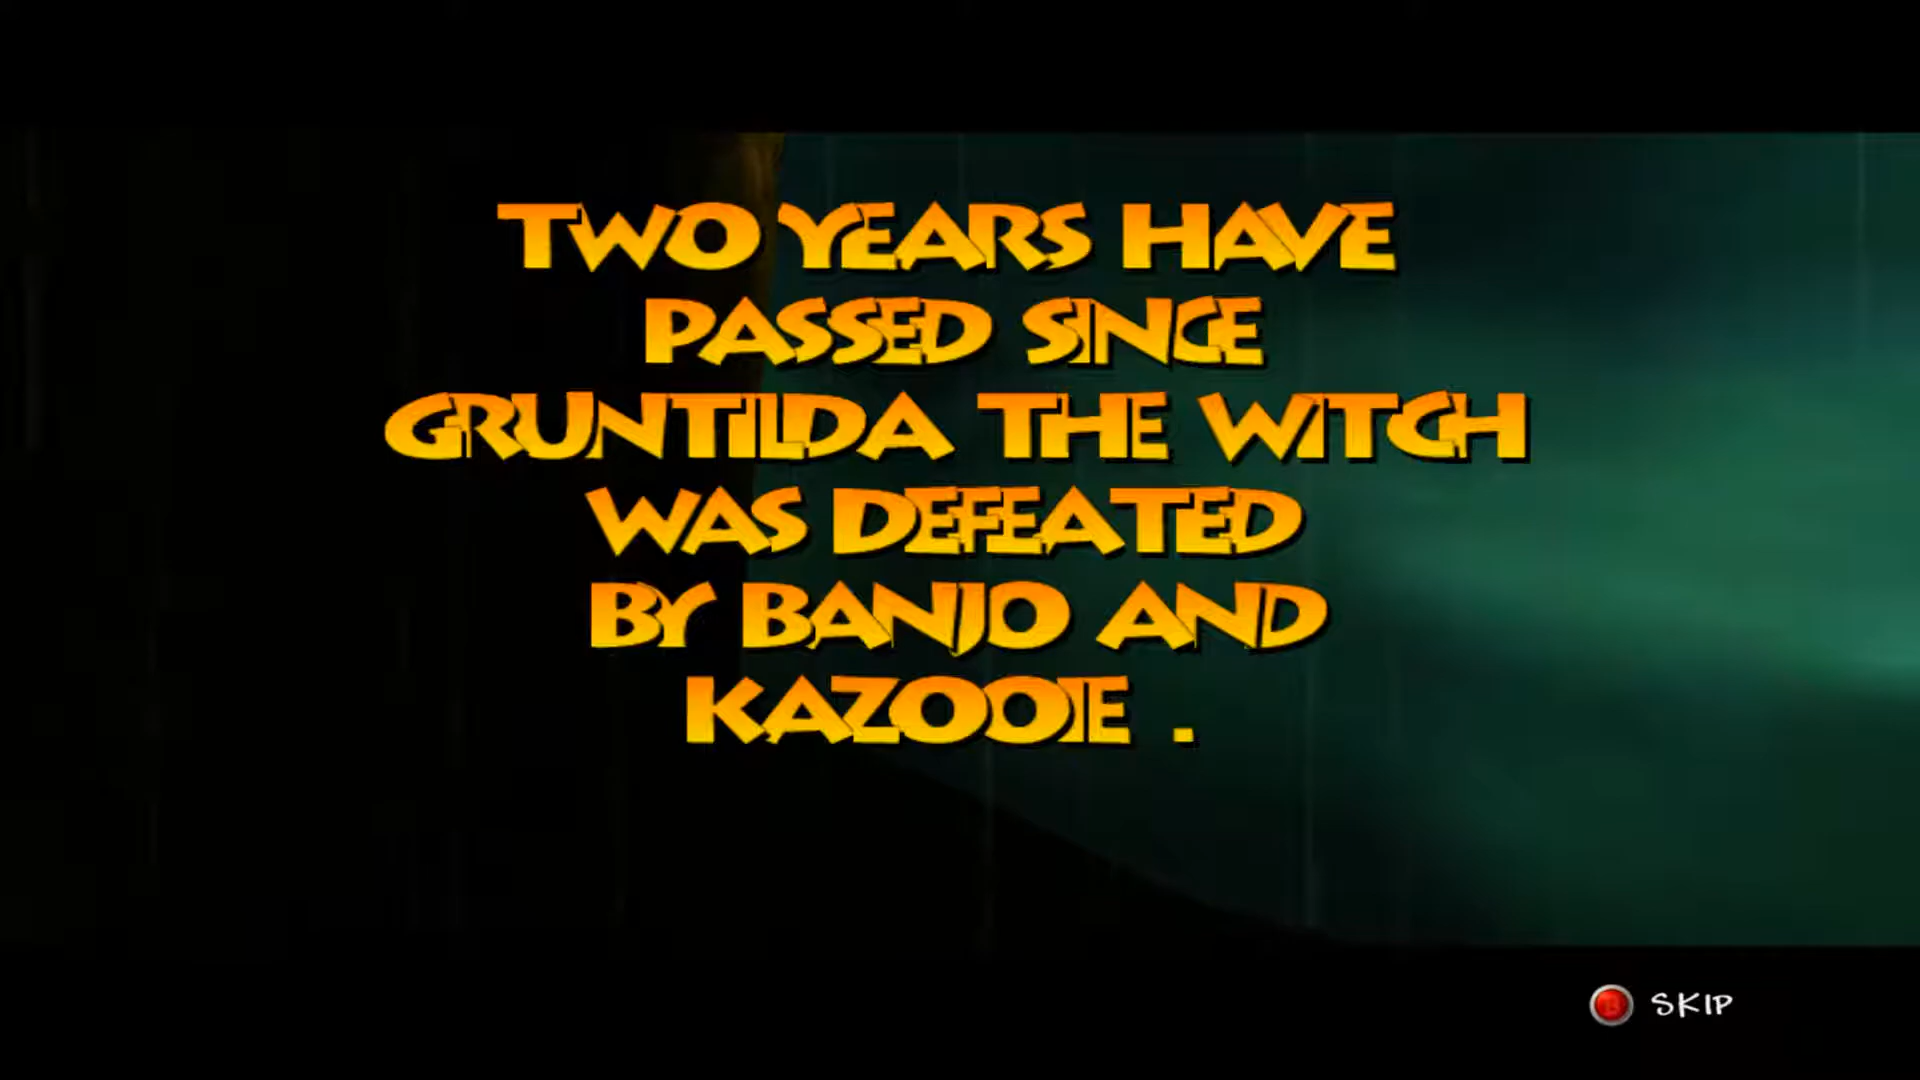 TWO YEARS HAVE
PASSED SINCE
GRUNTILDA THE WITCH
WAS DEFEATED
BY BANJO AND
KAZOOIE .
B SKIP